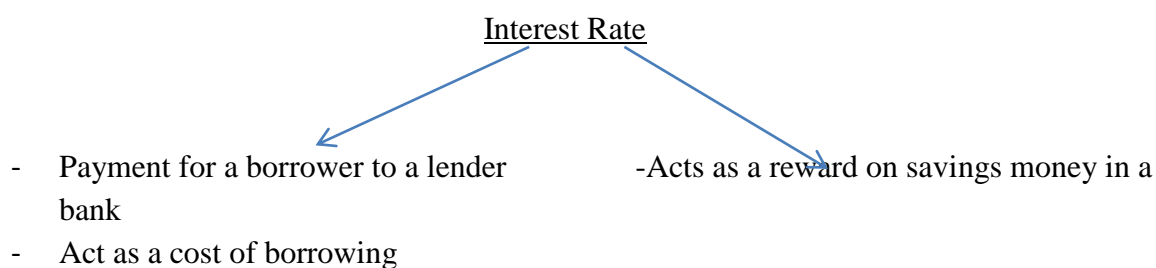 Interest Rate
- Payment for a borrower to a lender -Acts as a reward on savings money in a
bank
- Act as a cost of borrowing